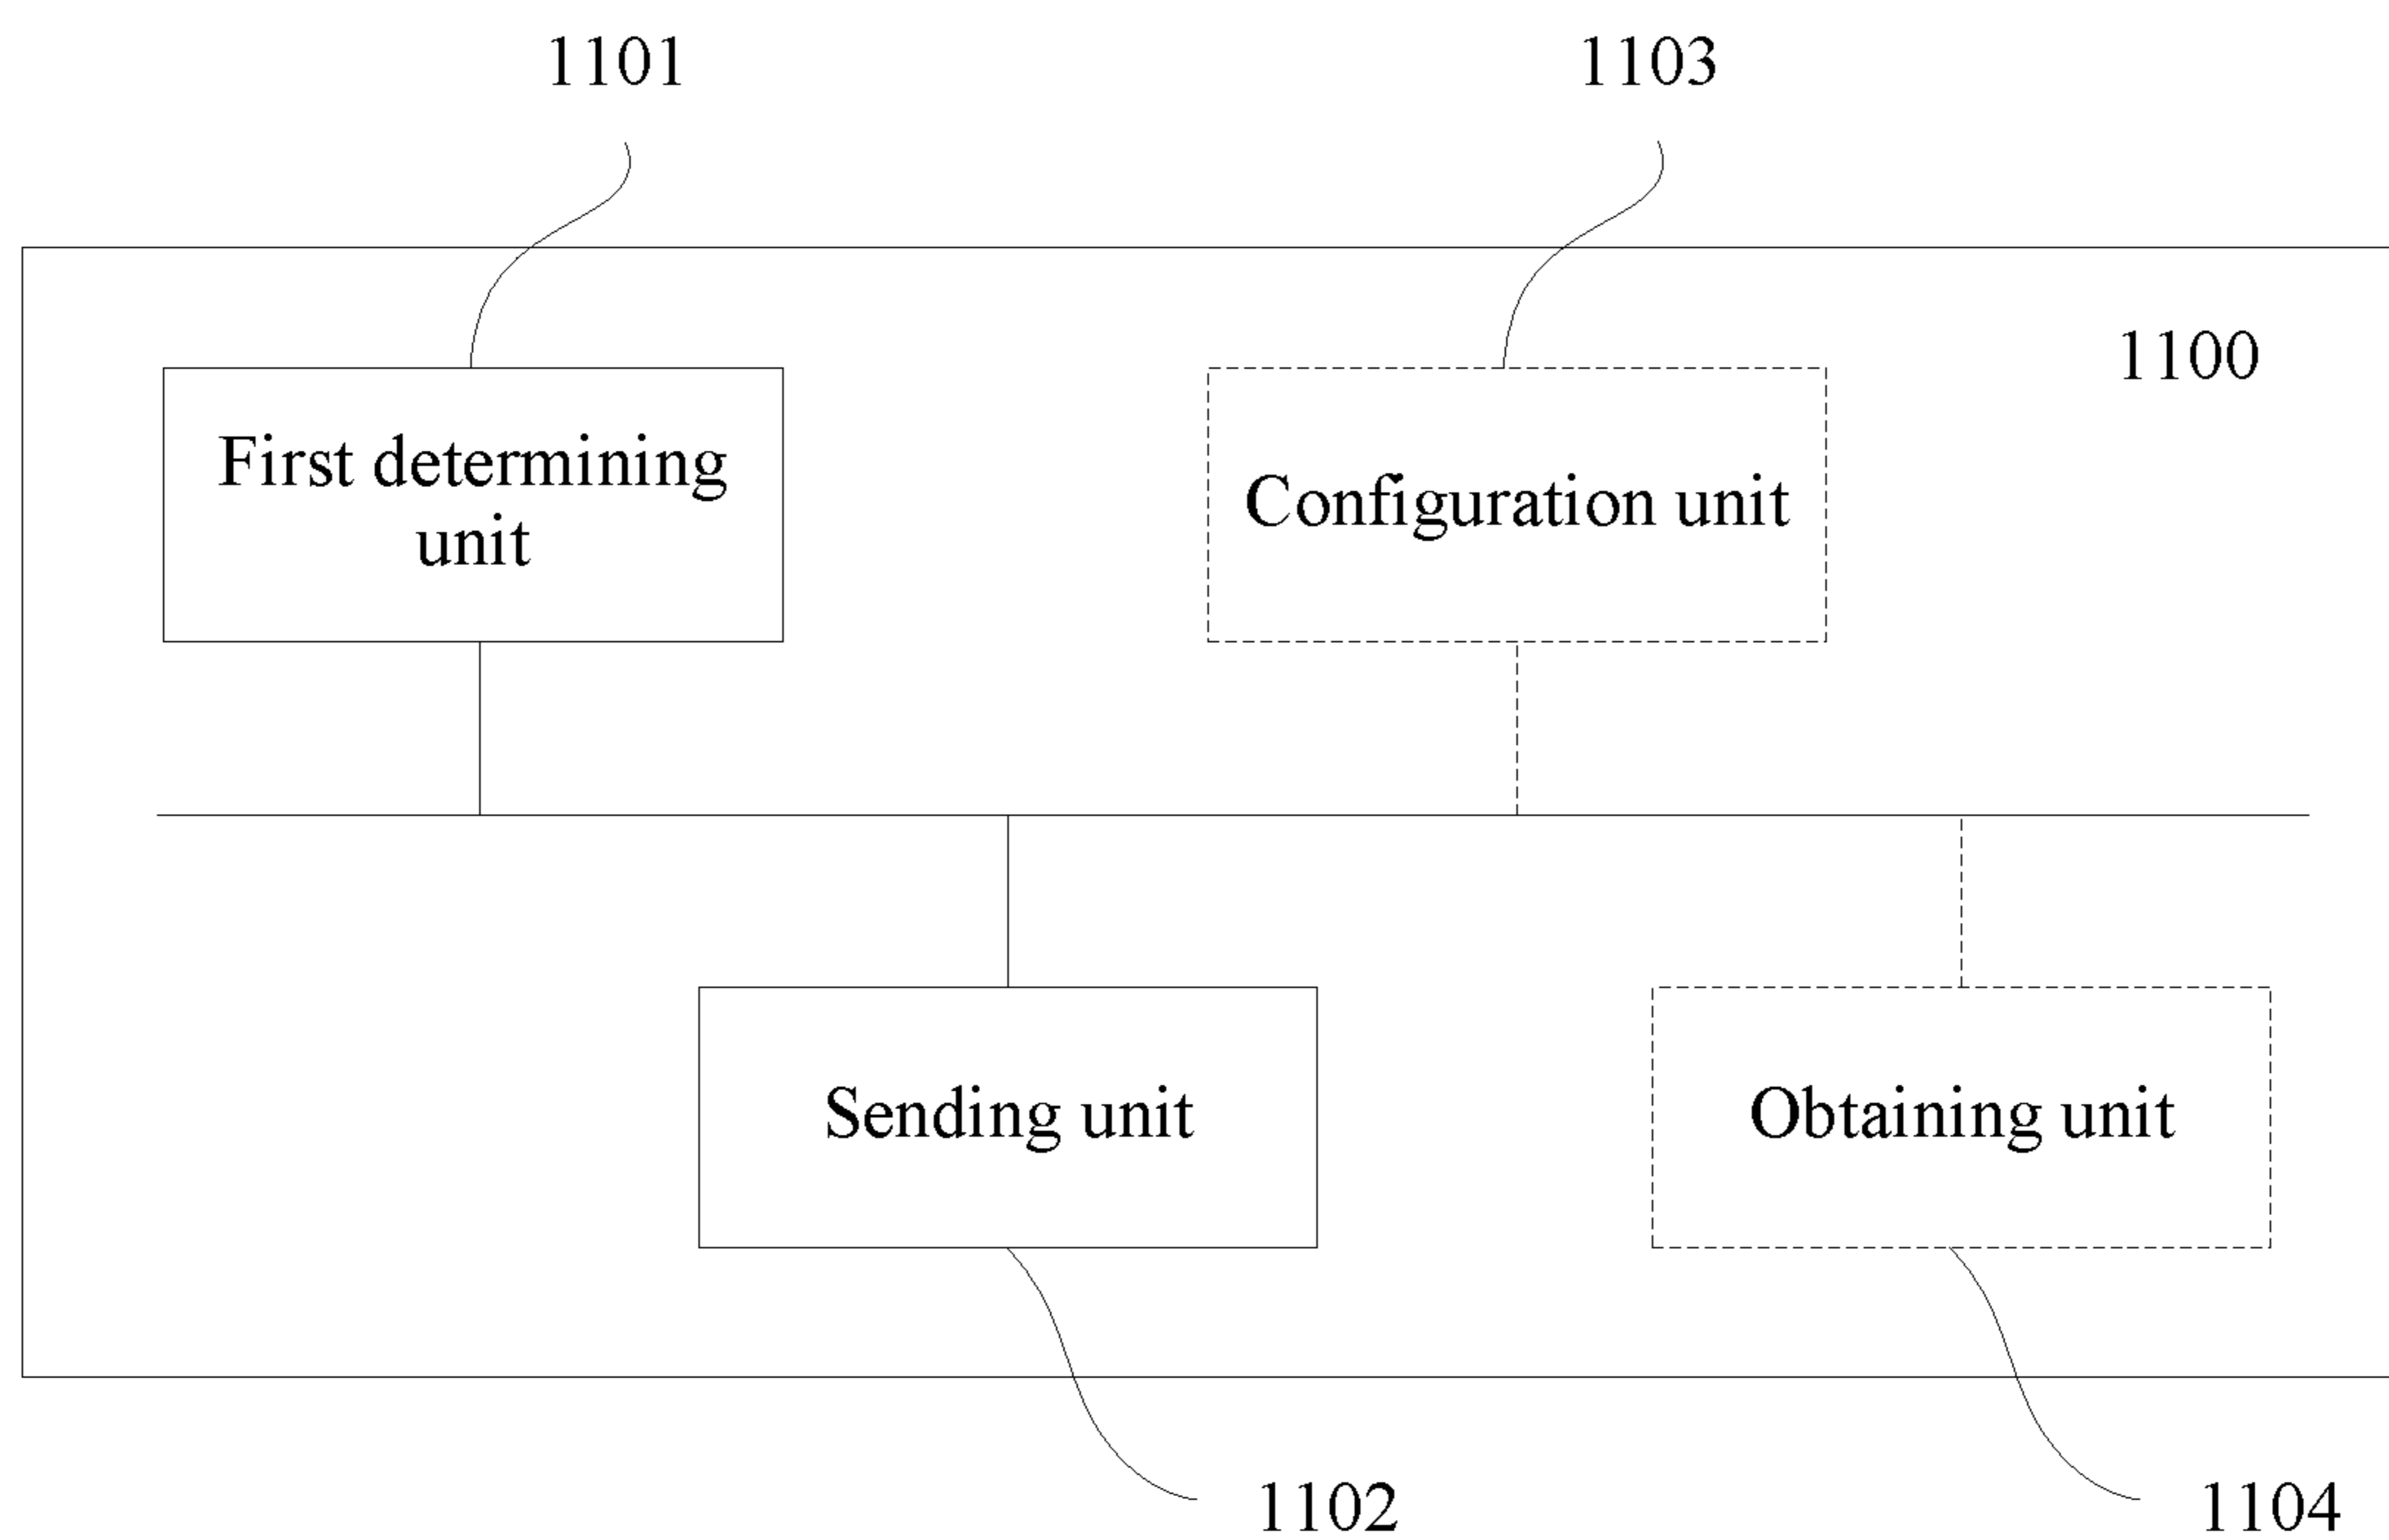 1101
1103
1100
First determining
unit
Configuration unit
Sending unit
Obtaining unit
1102
1104